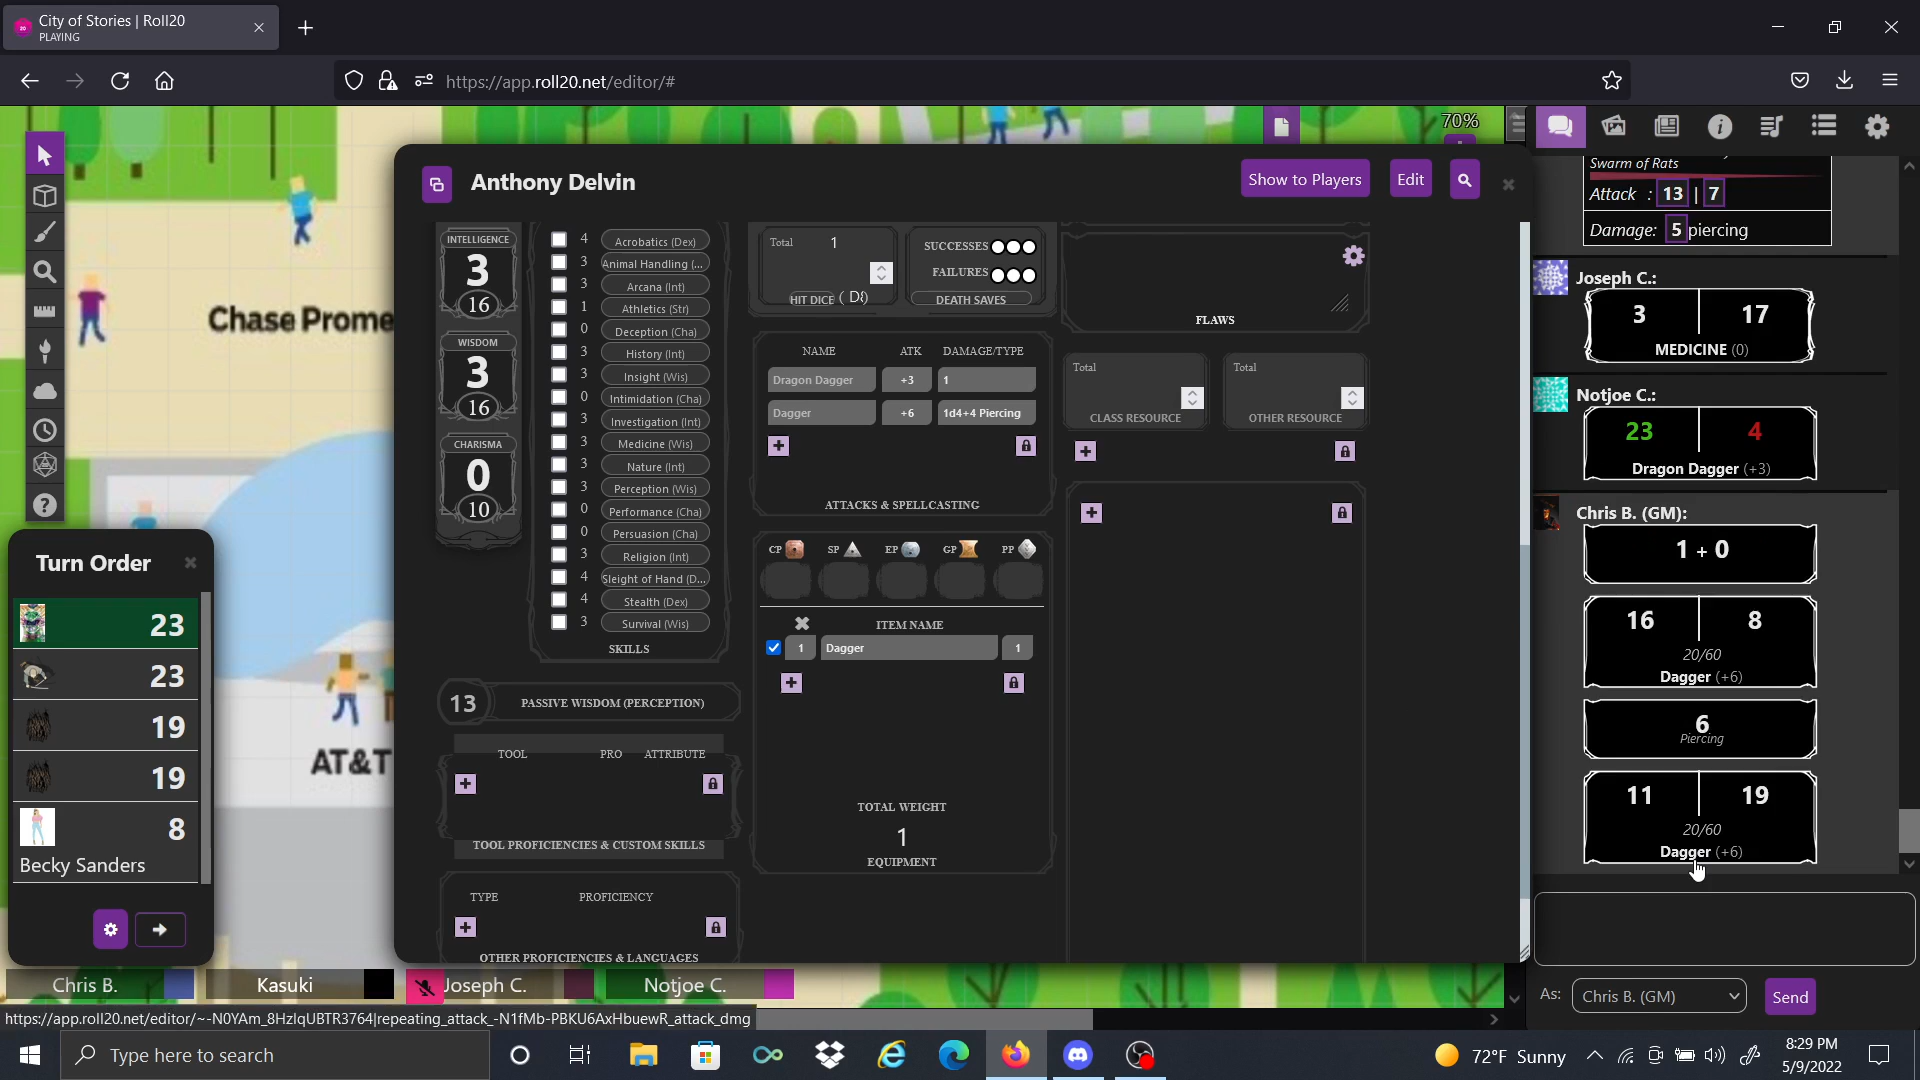 City of Stories | Roll20
PLAYING
https://app.roll20.net/editor/#
70%
Chase Prome
AT&T
Turn Order
23
23
19
19
8
Becky Sanders
Anthony Delvin
Show to Players
Edit
INTELLIGENCE
3
16
WISDOM
3
16
CHARISMA
0
10
4 Acrobatics (Dex)
3 Animal Handling (...
3 Arcana (Int)
1 Athletics (Str)
0 Deception (Cha)
3 History (Int)
3 Insight (Wis)
0 Intimidation (Cha)
3 Investigation (Int)
3 Medicine (Wis)
3 Nature (Int)
3 Perception (Wis)
0 Performance (Cha)
0 Persuasion (Cha)
3 Religion (Int)
4 Sleight of Hand (D...
4 Stealth (Dex)
3 Survival (Wis)
SKILLS
13 PASSIVE WISDOM (PERCEPTION)
TOOL PRO ATTRIBUTE
TOOL PROFICIENCIES & CUSTOM SKILLS
TYPE PROFICIENCY
OTHER PROFICIENCIES & LANGUAGES
Total 1
HIT DICE
SUCCESSES
FAILURES
DEATH SAVES
NAME ATK DAMAGE/TYPE
Dragon Dagger +3 1
Dagger +6 1d4+4 Piercing
ATTACKS & SPELLCASTING
CP SP EP GP PP
ITEM NAME
1 Dagger 1
TOTAL WEIGHT
1
EQUIPMENT
FLAWS
Total
CLASS RESOURCE
Total
OTHER RESOURCE
Swarm of Rats
Attack : 13 | 7
Damage: 5 piercing
Joseph C.:
3 17
MEDICINE (0)
Notjoe C.:
23 4
Dragon Dagger (+3)
Chris B. (GM):
1 + 0
16 8
20/60
Dagger (+6)
6
Piercing
11 19
20/60
Dagger (+6)
As: Chris B. (GM)
Send
Chris B.
Kasuki
Joseph C.
Notjoe C.
https://app.roll20.net/editor/~-N0YAm_8HzIqUBTR3764|repeating_attack_-N1fMb-PBKU6AxHbuewR_attack_dmg
Type here to search
72°F Sunny
8:29 PM
5/9/2022